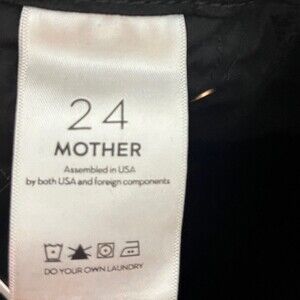 24
MOTHER
Assembled in USA
by both USA and foreign components
DO YOUR OWN LAUNDRY